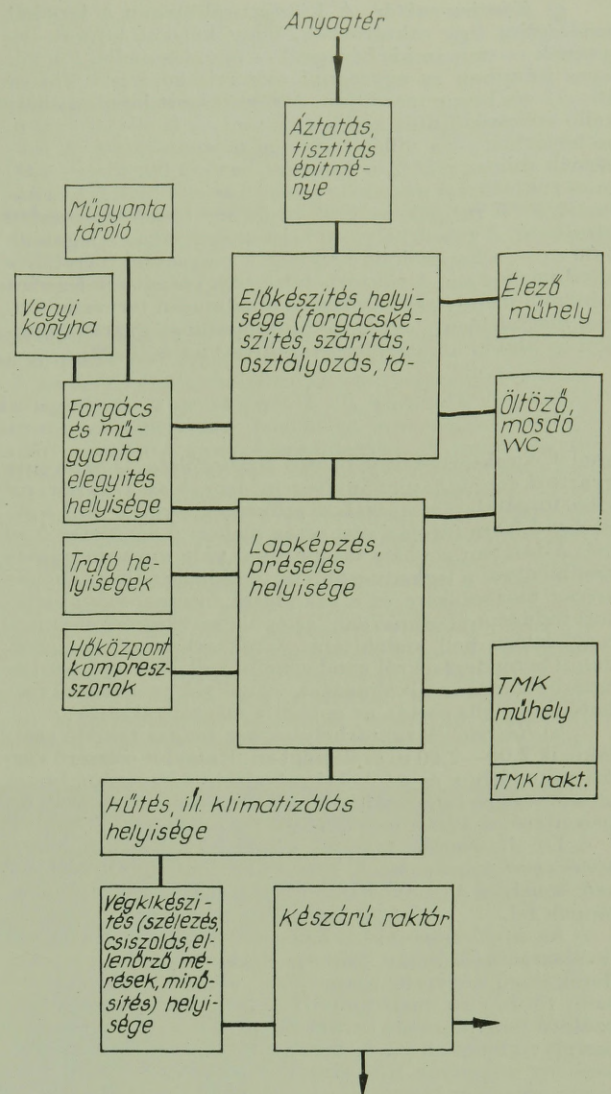 Anyagtér
Áztatás,
tisztítás
építmé-
nye
Műgyanta
tároló
Vegyi
konyha
Előkészítés helyi-
sége (forgácské-
szítés, szárítás,
osztályozás, tá-
Élező
műhely
Forgács
és mű-
gyanta
elegyítés
helyisége
Öltöző,
mosdó
WC
Lapképzés,
préselés
helyisége
Trafó he-
lyiségek
Hőközpont
kompresz-
szorok
TMK
műhely
TMK rakt.
Hűtés, ill. klimatizálás
helyisége
Végkikészí-
tés (szélezés,
csiszolás, el-
lenőrző mé-
rések, minő-
sítés) helyi-
sége
Készárú raktár